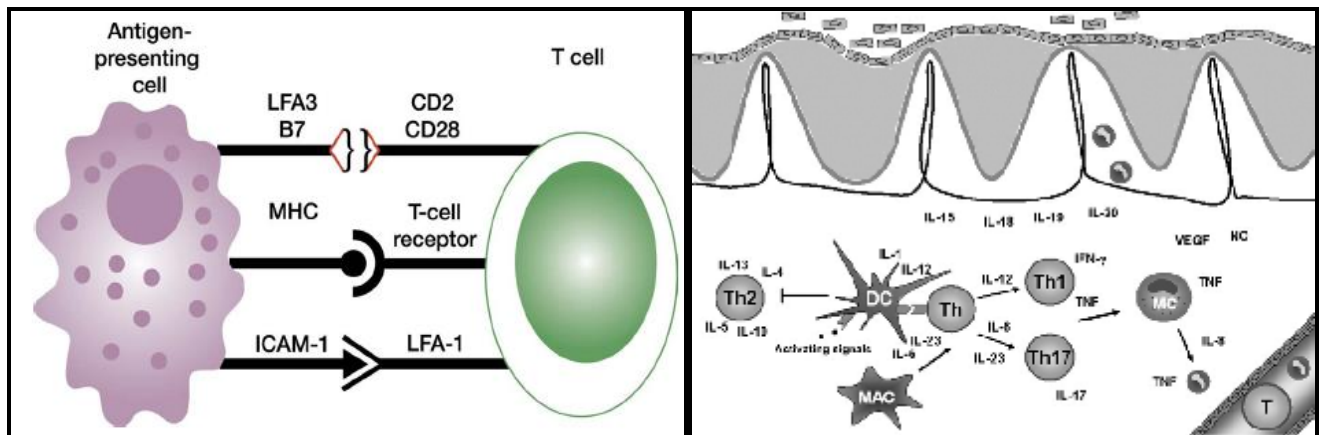 Antigen-
presenting
cell
T cell
LFA3
B7
CD2
CD28
MHC
T-cell
receptor
ICAM-1
LFA-1
IL-15
IL-18
IL-19
IL-20
VEGF
IL-13
IL-4
Th2
IL-5
IL-1
IL-12
DC
Th
Activating signals
IL-23
IL-6
MAC
IL-12
Th1
IFN-γ
TNF
IL-6
IL-23
Th17
IL-17
MC
TNF
IL-8
TNF
T